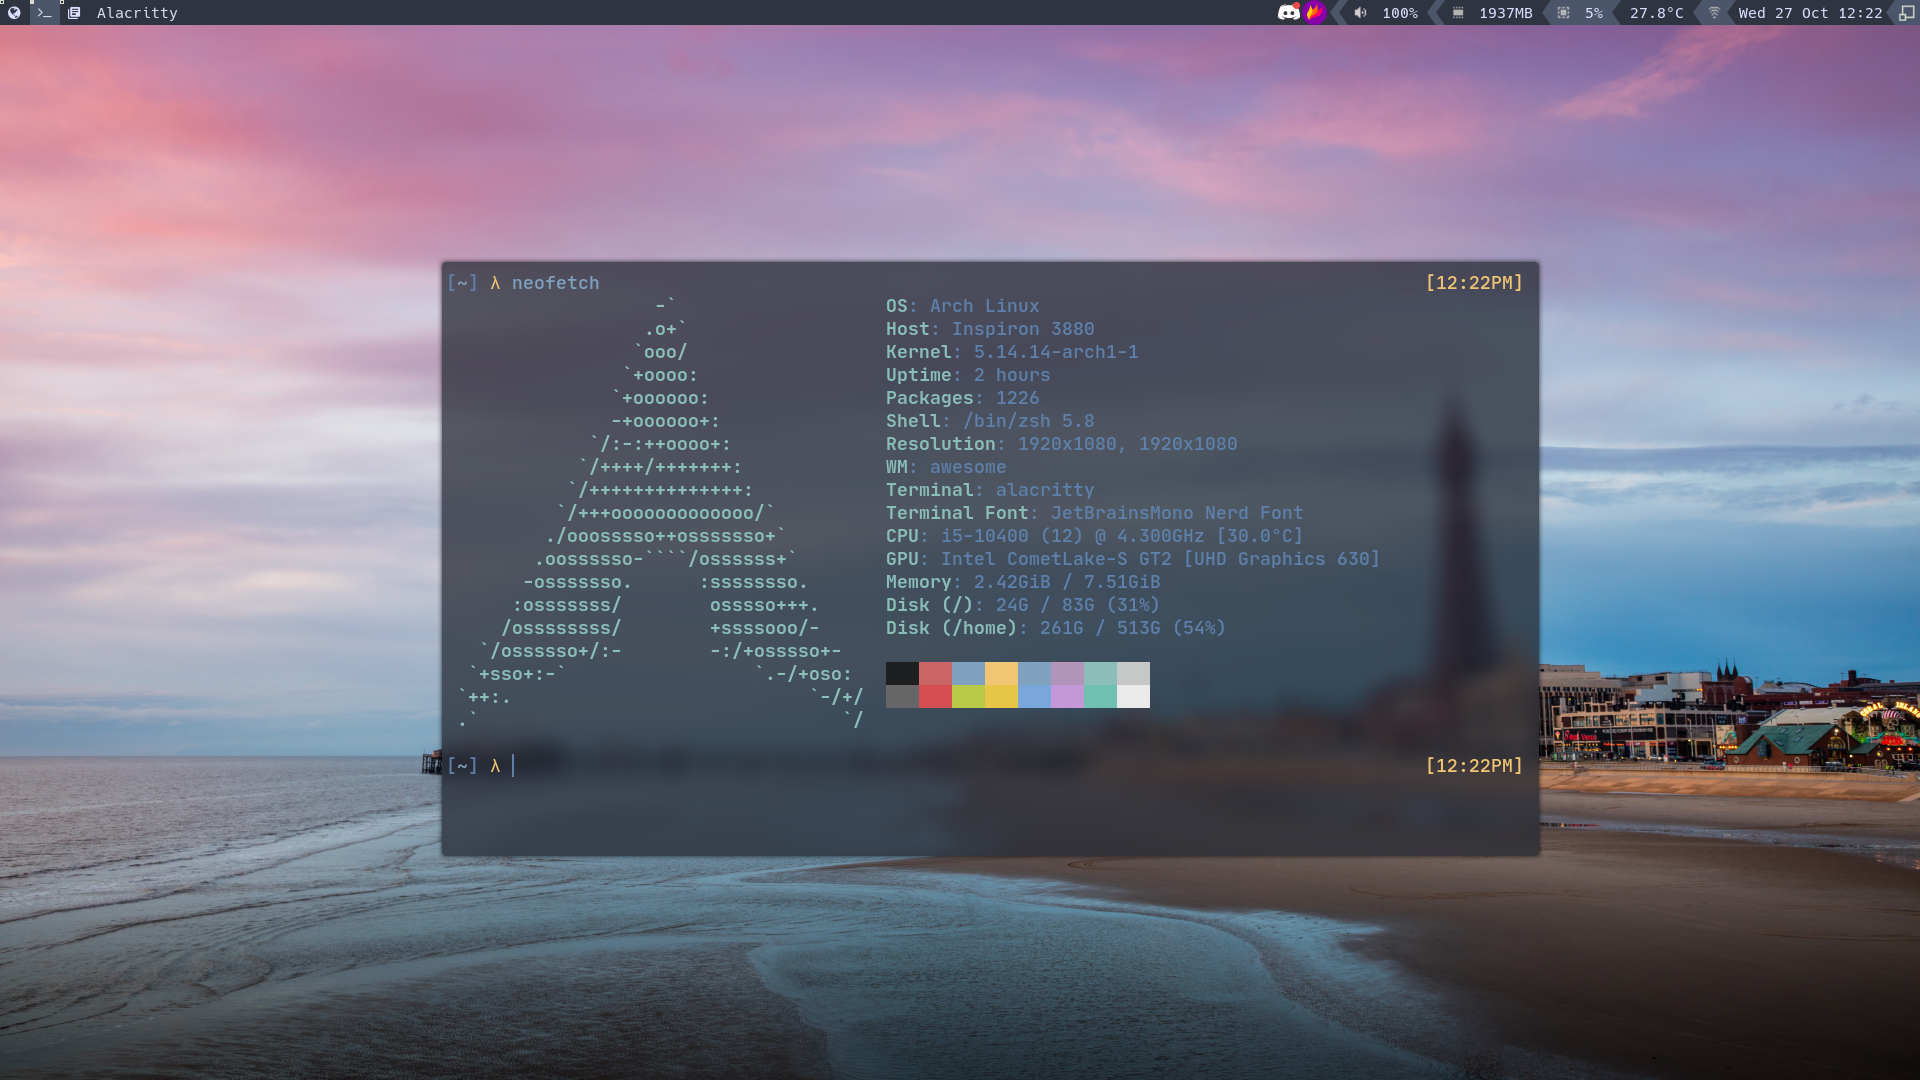 Alacritty 100% 1937MB 5% 27.8°C Wed 27 Oct 12:22
[~] λ neofetch [12:22PM]
-` OS: Arch Linux
.o+` Host: Inspiron 3880
`ooo/ Kernel: 5.14.14-arch1-1
`+oooo: Uptime: 2 hours
`+oooooo: Packages: 1226
-+oooooo+: Shell: /bin/zsh 5.8
`/:-:++oooo+: Resolution: 1920x1080, 1920x1080
`/++++/+++++++: WM: awesome
`/++++++++++++++: Terminal: alacritty
`/+++ooooooooooooo/` Terminal Font: JetBrainsMono Nerd Font
./ooosssso++osssssso+` CPU: i5-10400 (12) @ 4.300GHz [30.0°C]
.oossssso-````/ossssss+` GPU: Intel CometLake-S GT2 [UHD Graphics 630]
-osssssso. :ssssssso. Memory: 2.42GiB / 7.51GiB
:osssssss/ osssso+++. Disk (/): 24G / 83G (31%)
/ossssssss/ +ssssooo/- Disk (/home): 261G / 513G (54%)
`/ossssso+/:- -:/+osssso+-
`+sso+:-` `.-/+oso:
`++:. `-/+/
.` `/
[~] λ [12:22PM]
CORAL ISLAND